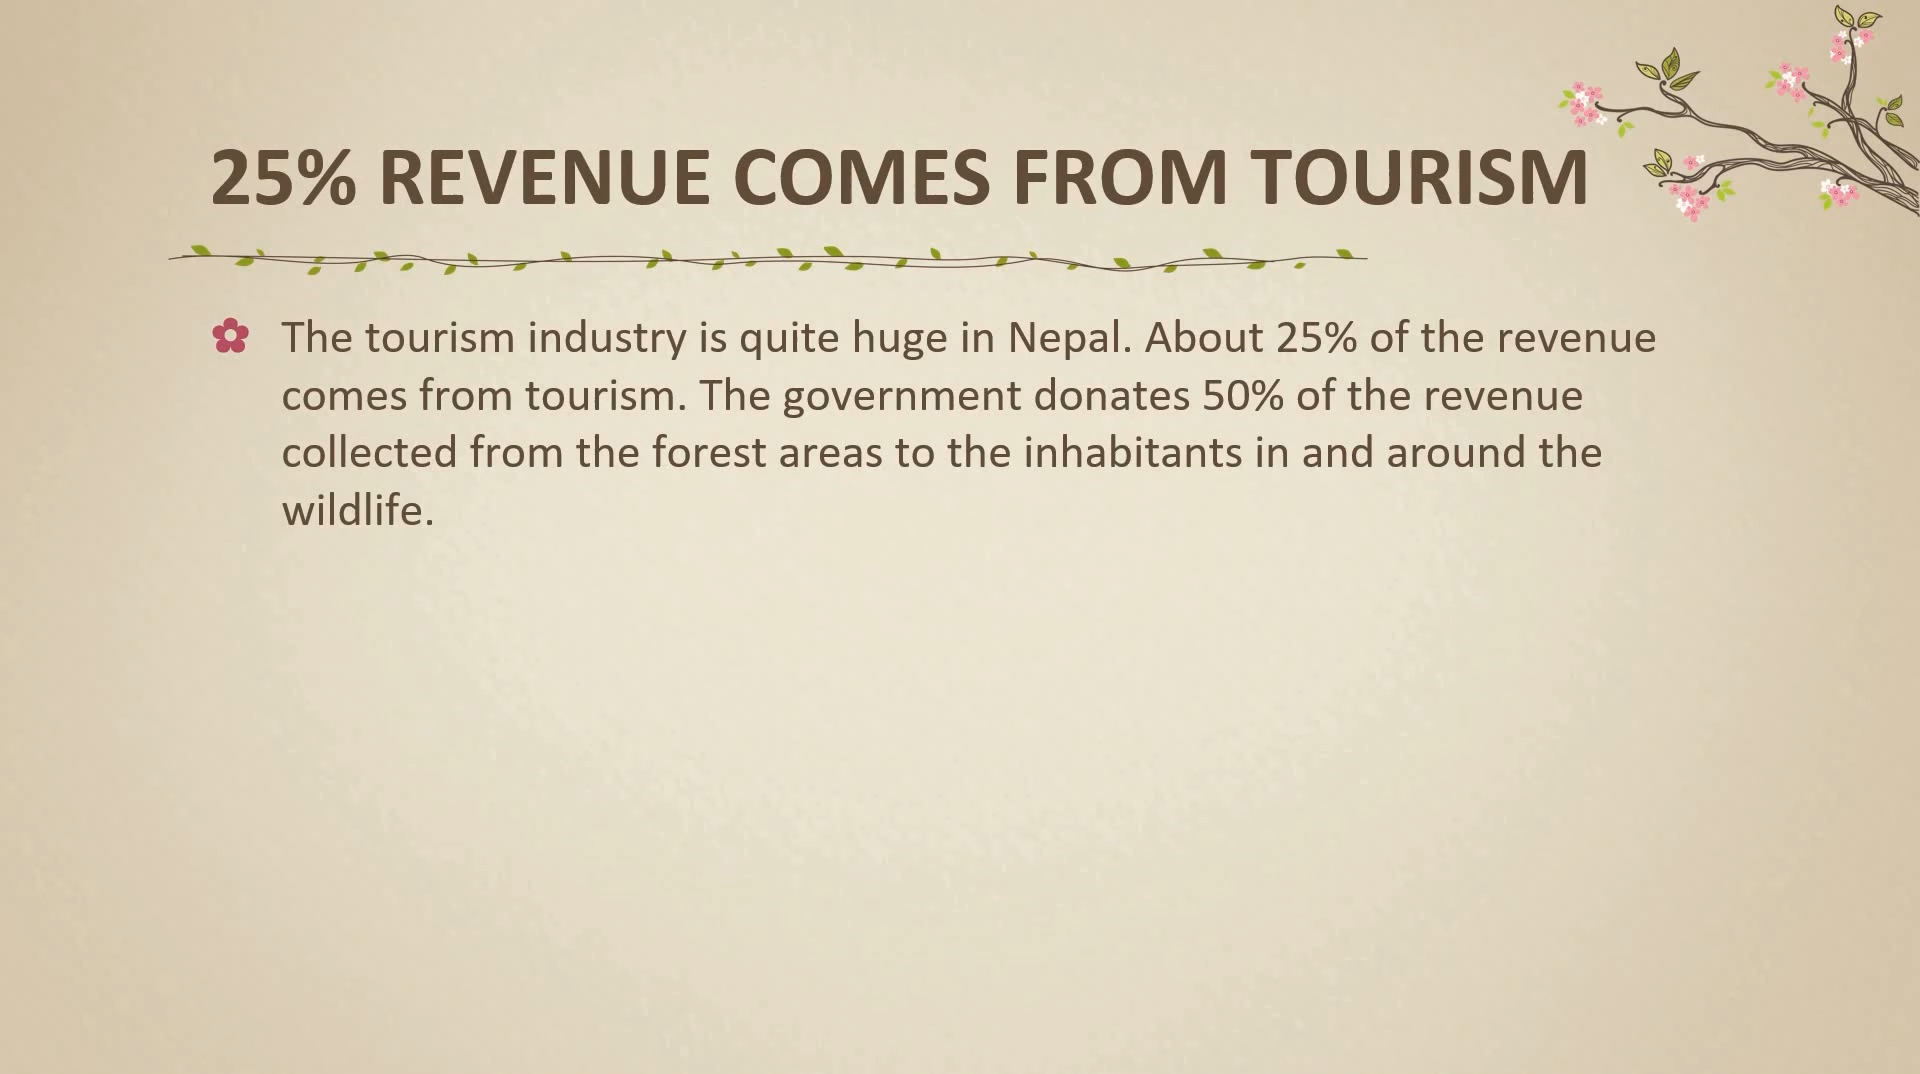 25% REVENUE COMES FROM TOURISM
The tourism industry is quite huge in Nepal. About 25% of the revenue
comes from tourism. The government donates 50% of the revenue
collected from the forest areas to the inhabitants in and around the
wildlife.